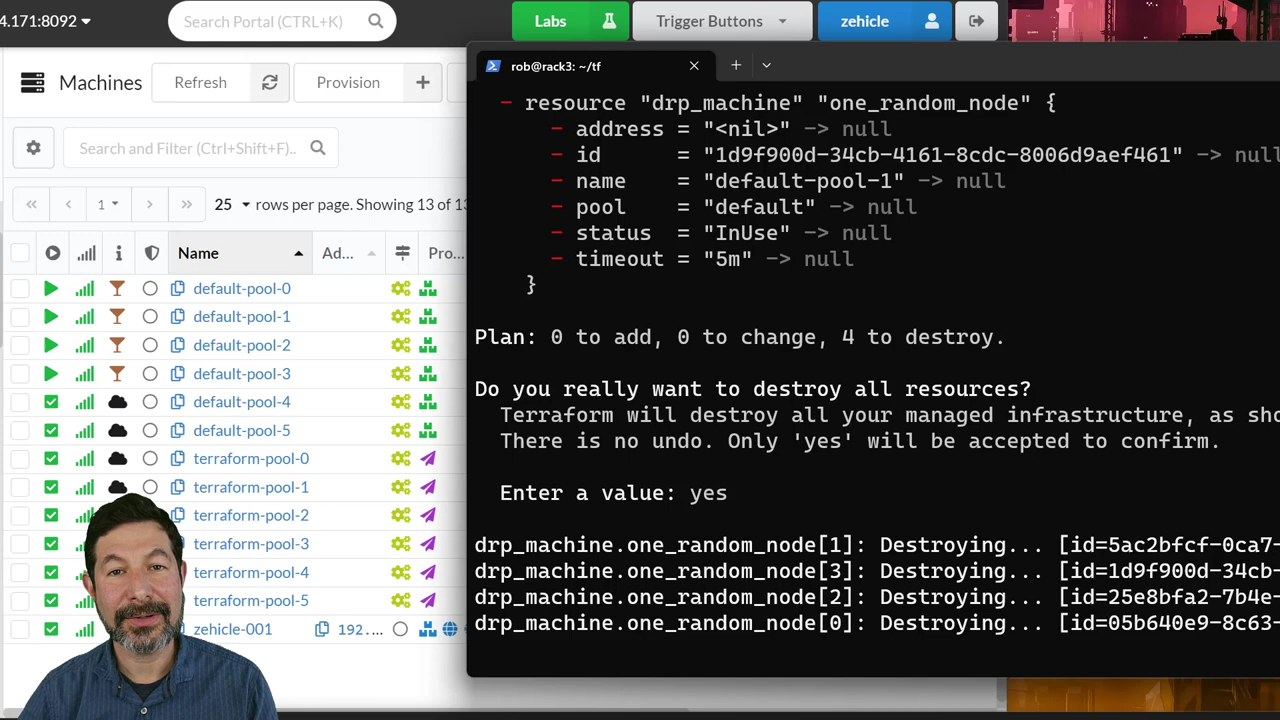 4.171:8092
Search Portal (CTRL+K)
Labs
Trigger Buttons
zehicle
Machines
Refresh
Provision
Search and Filter (Ctrl+Shift+F)..
1
25 rows per page. Showing 13 of 13
Name
Ad...
Pro...
default-pool-0
default-pool-1
default-pool-2
default-pool-3
default-pool-4
default-pool-5
terraform-pool-0
terraform-pool-1
terraform-pool-2
terraform-pool-3
terraform-pool-4
terraform-pool-5
zehicle-001 192....
rob@rack3: ~/tf
- resource "drp_machine" "one_random_node" {
- address = "<nil>" -> null
- id = "1d9f900d-34cb-4161-8cdc-8006d9aef461" -> null
- name = "default-pool-1" -> null
- pool = "default" -> null
- status = "InUse" -> null
- timeout = "5m" -> null
}
Plan: 0 to add, 0 to change, 4 to destroy.
Do you really want to destroy all resources?
Terraform will destroy all your managed infrastructure, as sho
There is no undo. Only 'yes' will be accepted to confirm.
Enter a value: yes
drp_machine.one_random_node[1]: Destroying... [id=5ac2bfcf-0ca7-
drp_machine.one_random_node[3]: Destroying... [id=1d9f900d-34cb-
drp_machine.one_random_node[2]: Destroying... [id=25e8bfa2-7b4e-
drp_machine.one_random_node[0]: Destroying... [id=05b640e9-8c63-